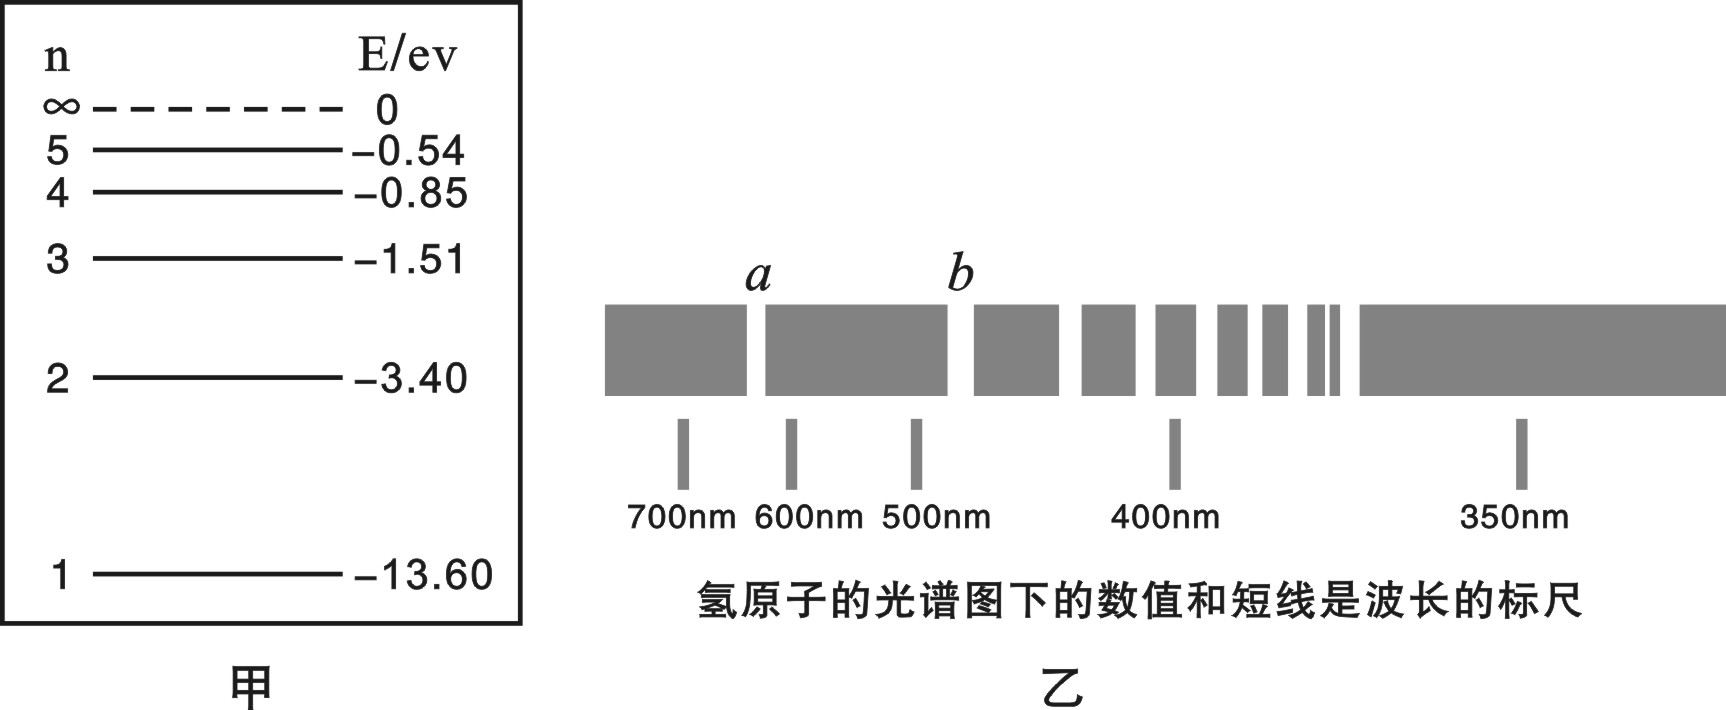 n E/ev
∞ 0
5 -0.54
4 -0.85
3 -1.51
2 -3.40
1 -13.60
甲
a b
700nm 600nm 500nm 400nm 350nm
氢原子的光谱图下的数值和短线是波长的标尺
乙